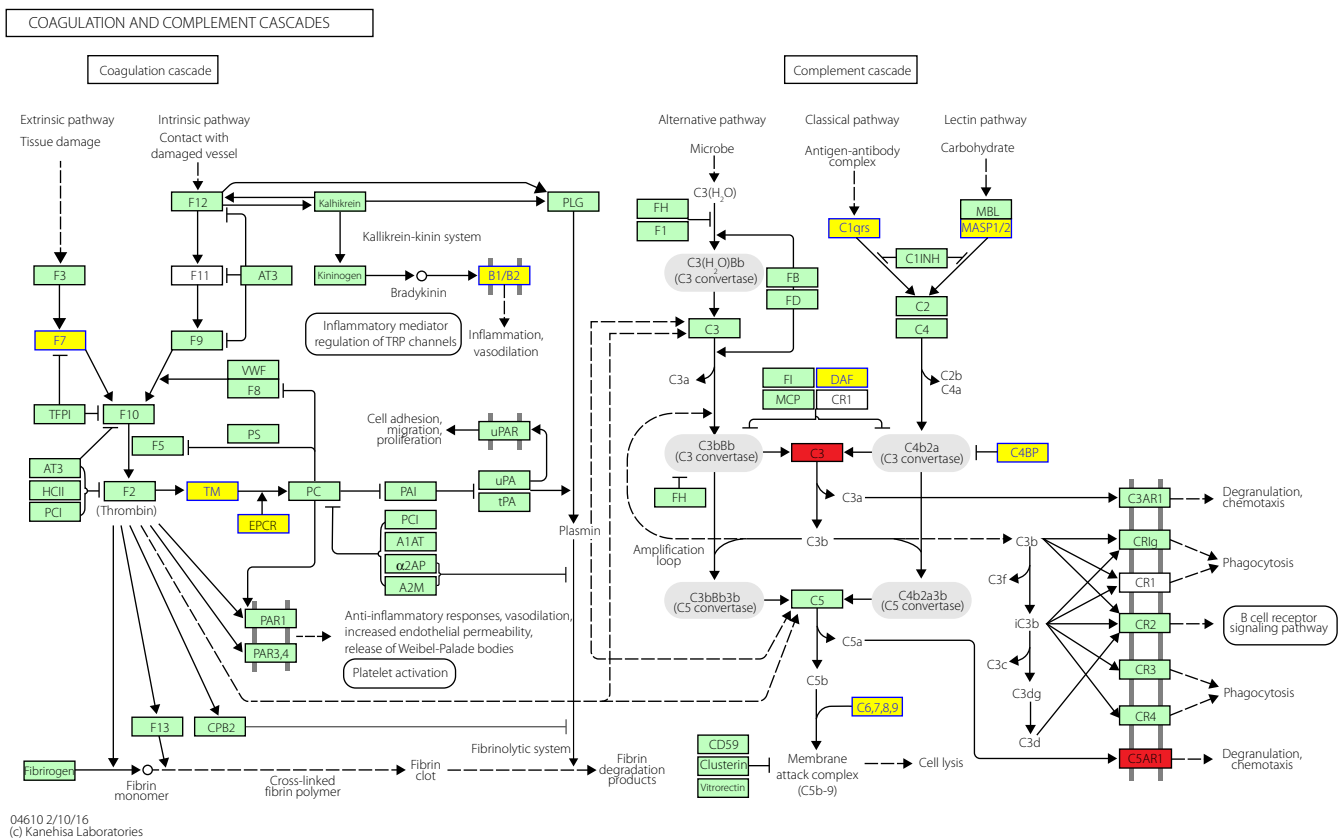 COAGULATION AND COMPLEMENT CASCADES
Coagulation cascade
Complement cascade
Extrinsic pathway
Tissue damage
Intrinsic pathway
Contact with
damaged vessel
F12
Kalhikrein
PLG
Kallikrein-kinin system
F3
F11
AT3
Kininogen
Bradykinin
B1/B2
Inflammatory mediator
regulation of TRP channels
Inflammation,
vasodilation
F7
F9
VWF
F8
TFPI
F10
F5
PS
Cell adhesion,
migration,
proliferation
uPAR
AT3
HCII
PCI
F2
(Thrombin)
TM
EPCR
PC
PAI
uPA
tPA
PCI
A1AT
α2AP
A2M
Plasmin
PAR1
PAR3,4
Anti-inflammatory responses, vasodilation,
increased endothelial permeability,
release of Weibel-Palade bodies
Platelet activation
F13
CPB2
Fibrinolytic system
Fibrirogen
Fibrin
monomer
Cross-linked
fibrin polymer
Fibrin
clot
Fibrin
degradation
products
Alternative pathway
Microbe
C3(H2O)
Classical pathway
Antigen-antibody
complex
Lectin pathway
Carbohydrate
FH
F1
C1qrs
MBL
MASP1/2
C1INH
C3(H2O)Bb
(C3 convertase)
FB
FD
C2
C4
C3
C3a
C2b
C4a
FI
DAF
MCP
CR1
C3bBb
(C3 convertase)
C3
C4b2a
(C3 convertase)
C4BP
FH
C3a
Amplification
loop
C3b
C3b
C3bBb3b
(C5 convertase)
C5
C4b2a3b
(C5 convertase)
C5a
C5b
C6,7,8,9
CD59
Clusterin
Vitrorectin
Membrane
attack complex
(C5b-9)
Cell lysis
C3f
iC3b
C3c
C3dg
C3d
C3AR1
Degranulation,
chemotaxis
CRIg
CR1
Phagocytosis
CR2
B cell receptor
signaling pathway
CR3
CR4
Phagocytosis
C5AR1
Degranulation,
chemotaxis
04610 2/10/16
(c) Kanehisa Laboratories